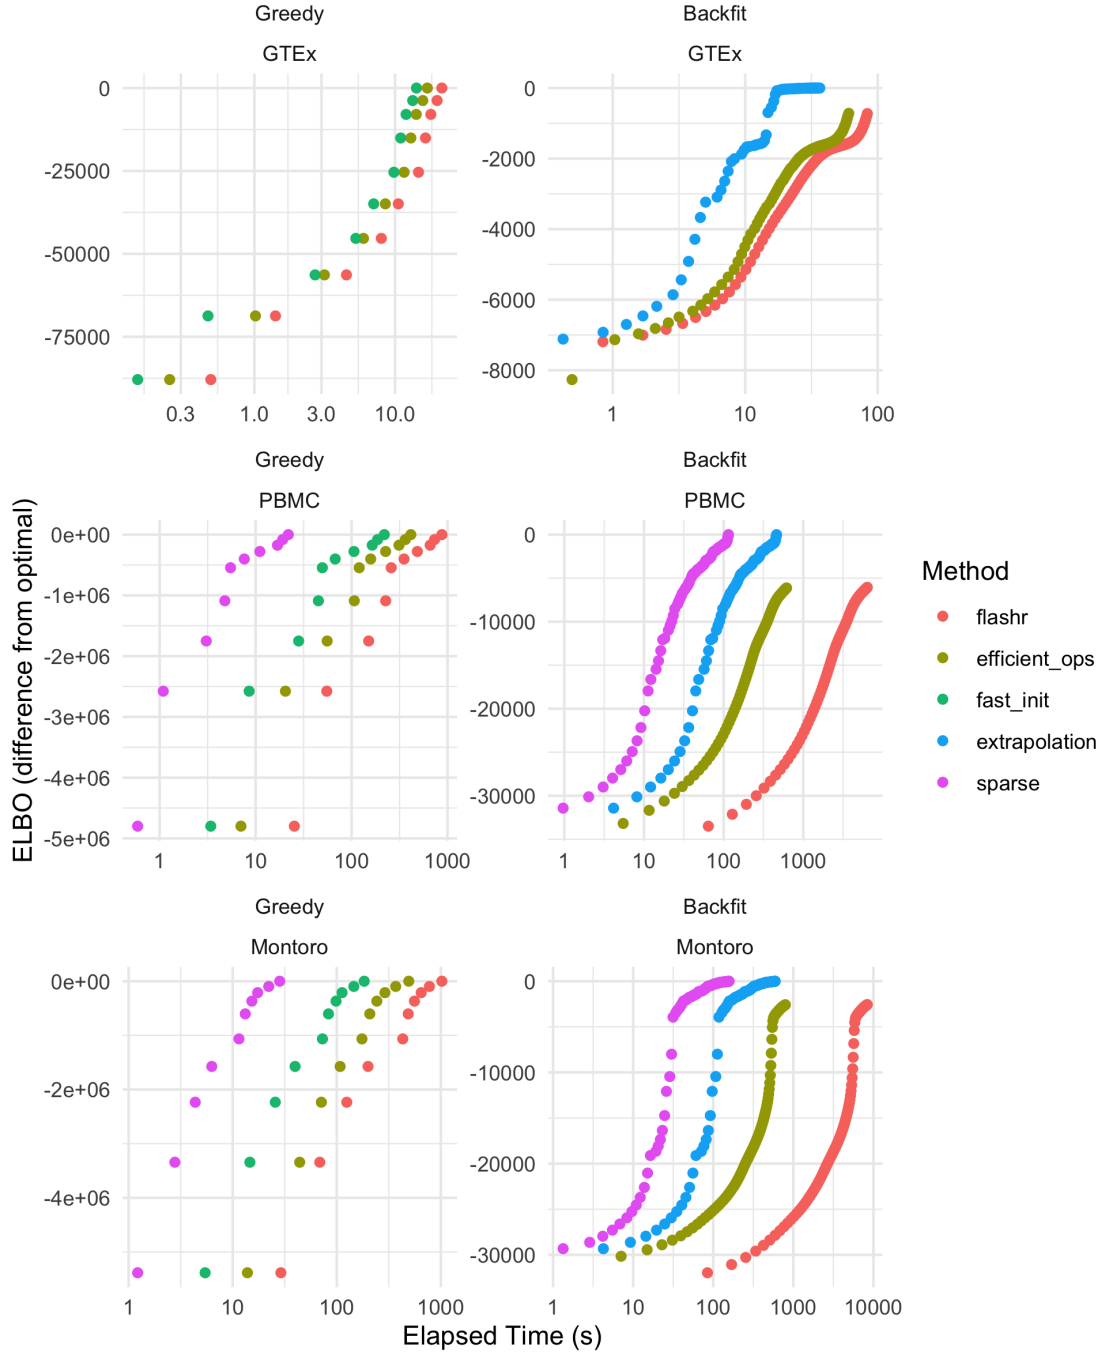 Greedy
Backfit
GTEx
GTEx
0
-25000
-50000
-75000
0.3
1.0
3.0
10.0
0
-2000
-4000
-6000
-8000
1
10
100
Greedy
Backfit
PBMC
PBMC
0e+00
-1e+06
-2e+06
-3e+06
-4e+06
-5e+06
1
10
100
1000
0
-10000
-20000
-30000
1
10
100
1000
Greedy
Backfit
Montoro
Montoro
0e+00
-2e+06
-4e+06
1
10
100
1000
0
-10000
-20000
-30000
1
10
100
1000
10000
ELBO (difference from optimal)
Elapsed Time (s)
Method
flashr
efficient_ops
fast_init
extrapolation
sparse